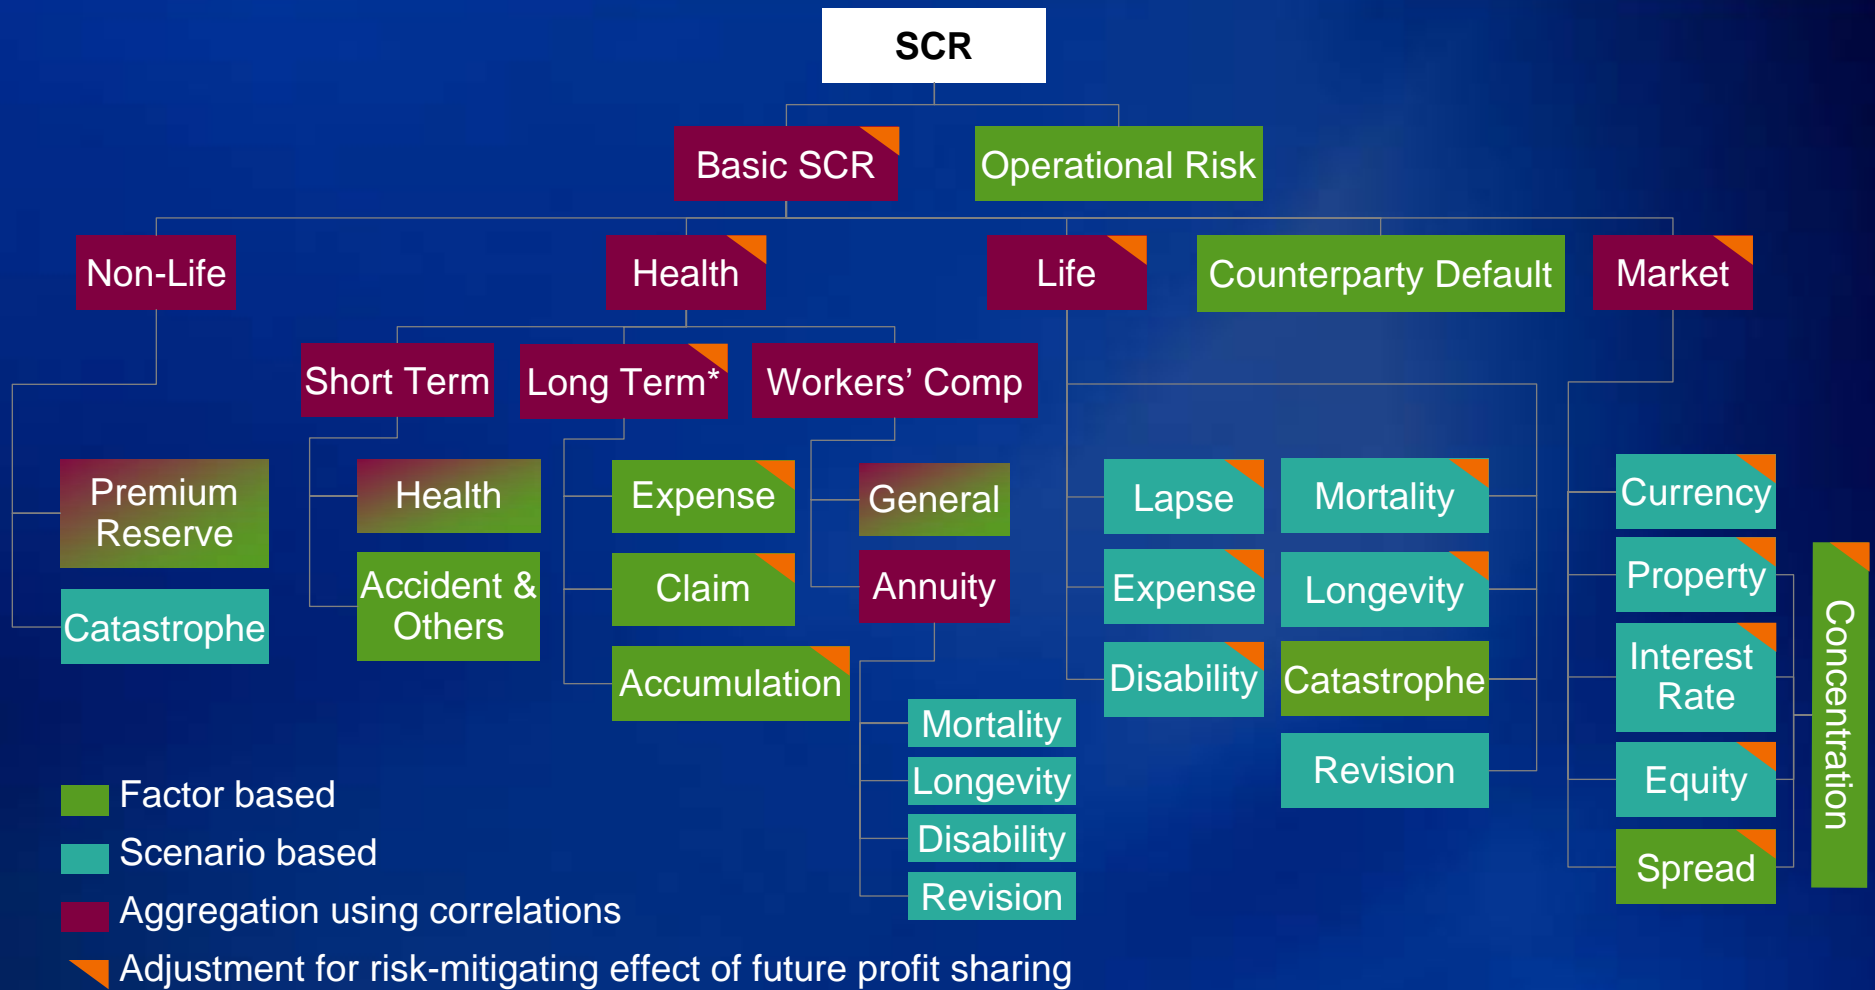 SCR
Basic SCR
Operational Risk
Non-Life
Health
Life
Counterparty Default
Market
Short Term
Long Term*
Workers' Comp
Premium
Reserve
Catastrophe
Health
Accident &
Others
Expense
Claim
Accumulation
General
Annuity
Mortality
Longevity
Disability
Revision
Lapse
Expense
Disability
Mortality
Longevity
Catastrophe
Revision
Currency
Property
Interest
Rate
Equity
Spread
Concentration
Factor based
Scenario based
Aggregation using correlations
Adjustment for risk-mitigating effect of future profit sharing